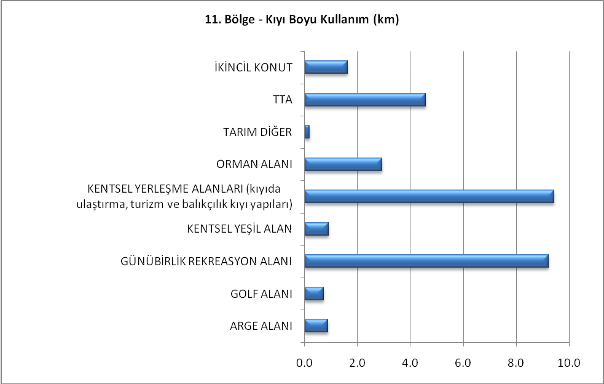 11. Bölge - Kıyı Boyu Kullanım (km)
İKİNCİL KONUT
TTA
TARIM DİĞER
ORMAN ALANI
KENTSEL YERLEŞME ALANLARI (kıyıda
ulaştırma, turizm ve balıkçılık kıyı yapıları)
KENTSEL YEŞİL ALAN
GÜNÜBİRLİK REKREASYON ALANI
GOLF ALANI
ARGE ALANI
0.0 2.0 4.0 6.0 8.0 10.0